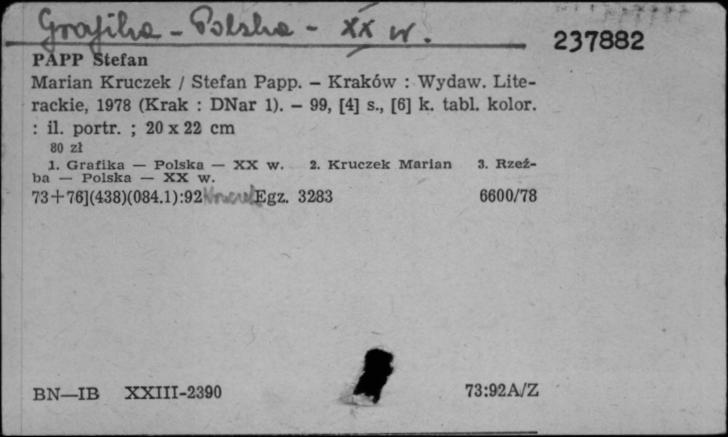 Grafika - Polska - XX w.
237882
PAPP Stefan
Marian Kruczek / Stefan Papp. – Kraków : Wydaw. Lite-
rackie, 1978 (Krak : DNar 1). – 99, [4] s., [6] k. tabl. kolor.
: il. portr. ; 20 x 22 cm
80 zł
1. Grafika — Polska — XX w. 2. Kruczek Marian 3. Rzeź-
ba — Polska — XX w.
73+76](438)(084.1):92 Egz. 3283 6600/78
BN—IB XXIII-2390 73:92A/Z